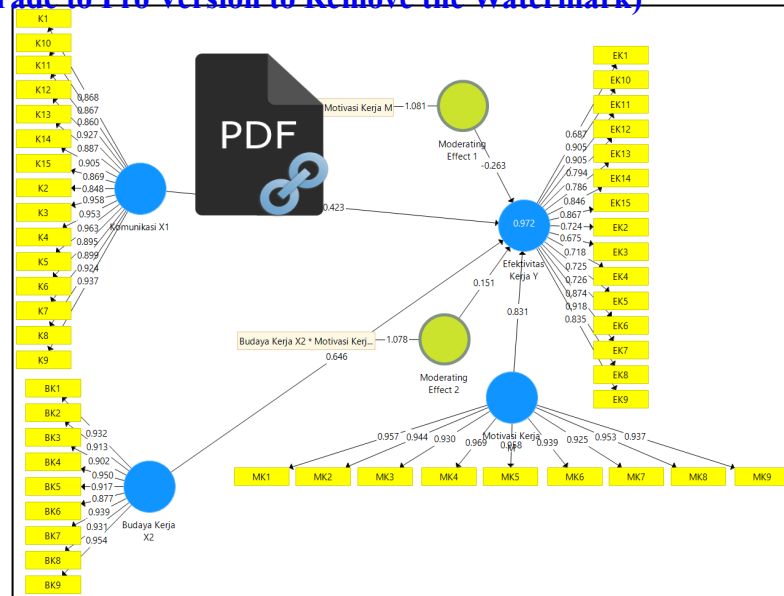 rade to Pro version to Remove the Watermark)
K1
K10
K11
K12
K13
K14
K15
K2
K3
K4
K5
K6
K7
K8
K9
0.868
0.867
0.860
0.927
0.887
0.905
0.869
0.848
0.958
0.953
0.963
0.895
0.899
0.924
0.937
Komunikasi X1
PDF
Motivasi Kerja M
1.081
Moderating
Effect 1
-0.263
0.423
0.972
Efektivitas
Kerja Y
EK1
EK10
EK11
EK12
EK13
EK14
EK15
EK2
EK3
EK4
EK5
EK6
EK7
EK8
EK9
0.687
0.905
0.905
0.794
0.786
0.846
0.867
0.724
0.675
0.718
0.725
0.726
0.874
0.918
0.835
0.151
0.831
Budaya Kerja X2 * Motivasi Kerj...
1.078
0.646
Moderating
Effect 2
Motivasi Kerja
M
0.957
0.944
0.930
0.969
0.958
0.939
0.925
0.953
0.937
MK1
MK2
MK3
MK4
MK5
MK6
MK7
MK8
MK9
BK1
BK2
BK3
BK4
BK5
BK6
BK7
BK8
BK9
0.932
0.913
0.902
0.950
0.917
0.877
0.939
0.931
0.954
Budaya Kerja
X2